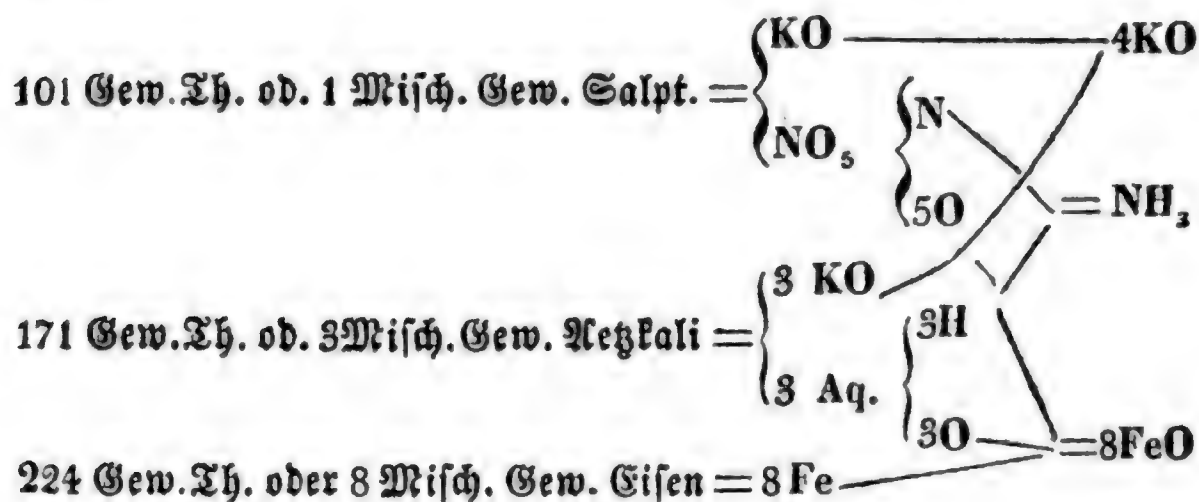 101 Gew. Th. od. 1 Misch. Gew. Salpt. = KO 4KO
NO₅ N
5O = NH₃
171 Gew. Th. od. 3 Misch. Gew. Aetzkali = 3 KO
3 Aq. 3H
3O = 8FeO
224 Gew. Th. oder 8 Misch. Gew. Eisen = 8 Fe